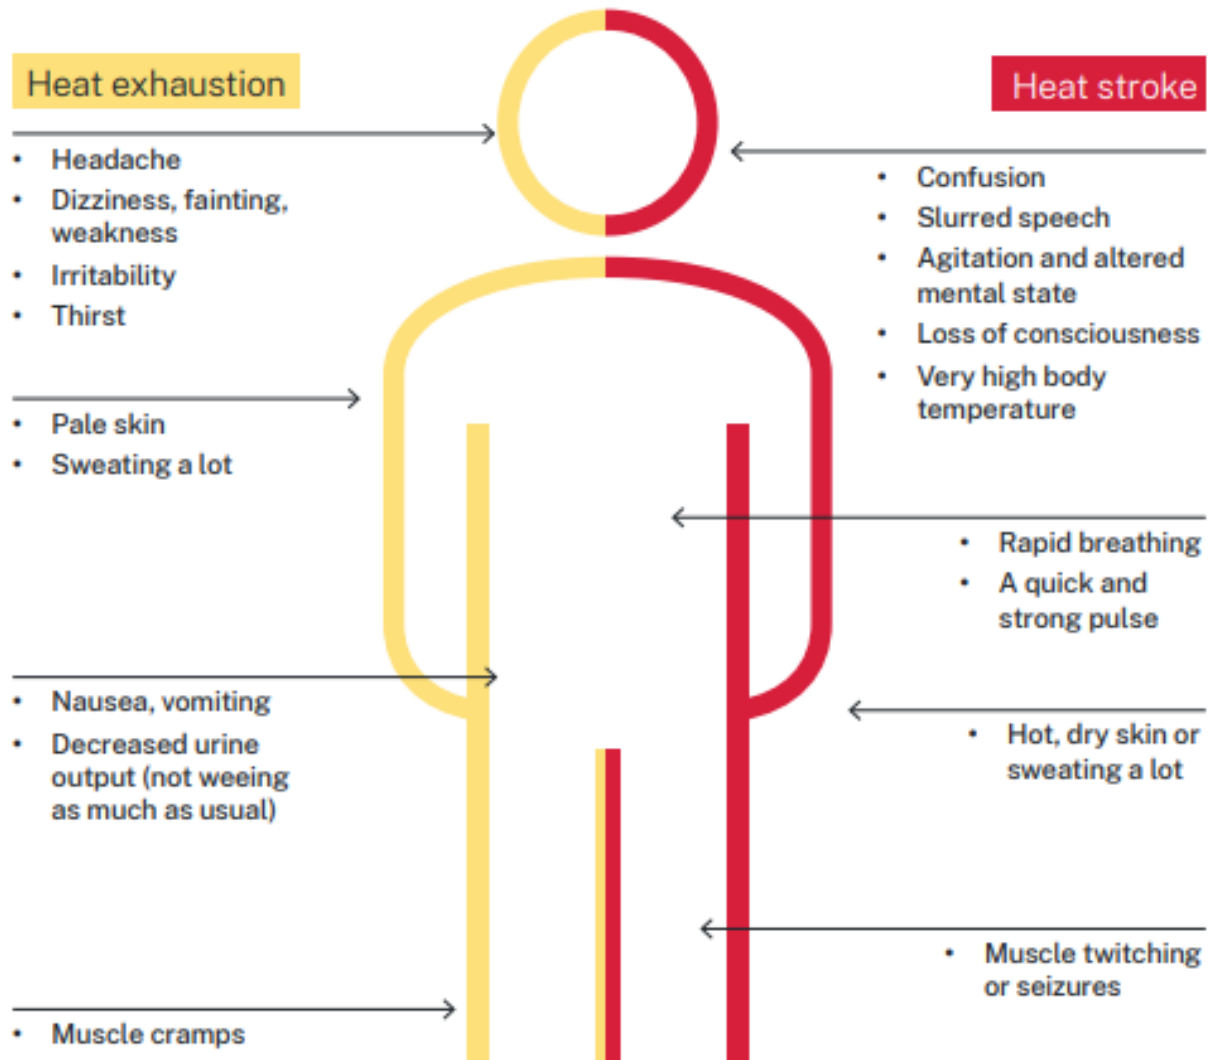 Heat exhaustion
• Headache
• Dizziness, fainting,
weakness
• Irritability
• Thirst
• Pale skin
• Sweating a lot
• Nausea, vomiting
• Decreased urine
output (not weeing
as much as usual)
• Muscle cramps
Heat stroke
• Confusion
• Slurred speech
• Agitation and altered
mental state
• Loss of consciousness
• Very high body
temperature
• Rapid breathing
• A quick and
strong pulse
• Hot, dry skin or
sweating a lot
• Muscle twitching
or seizures